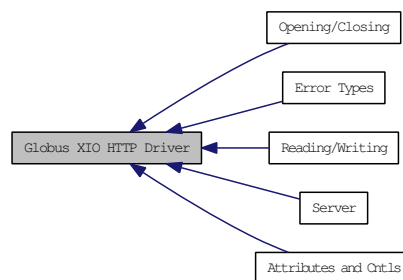 Opening/Closing
Error Types
Globus XIO HTTP Driver
Reading/Writing
Server
Attributes and Cntls